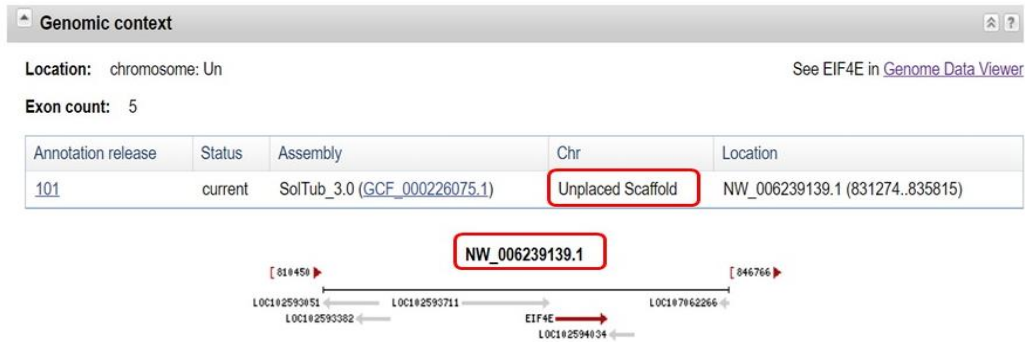 Genomic context
?
Location: chromosome: Un
See EIF4E in Genome Data Viewer
Exon count: 5
Annotation release Status Assembly Chr Location
101 current SolTub_3.0 (GCF_000226075.1) Unplaced Scaffold NW_006239139.1 (831274..835815)
NW_006239139.1
[ 810450
[ 846766
LOC102593051 LOC102593711 LOC107062266
LOC102593382 EIF4E
LOC102594034